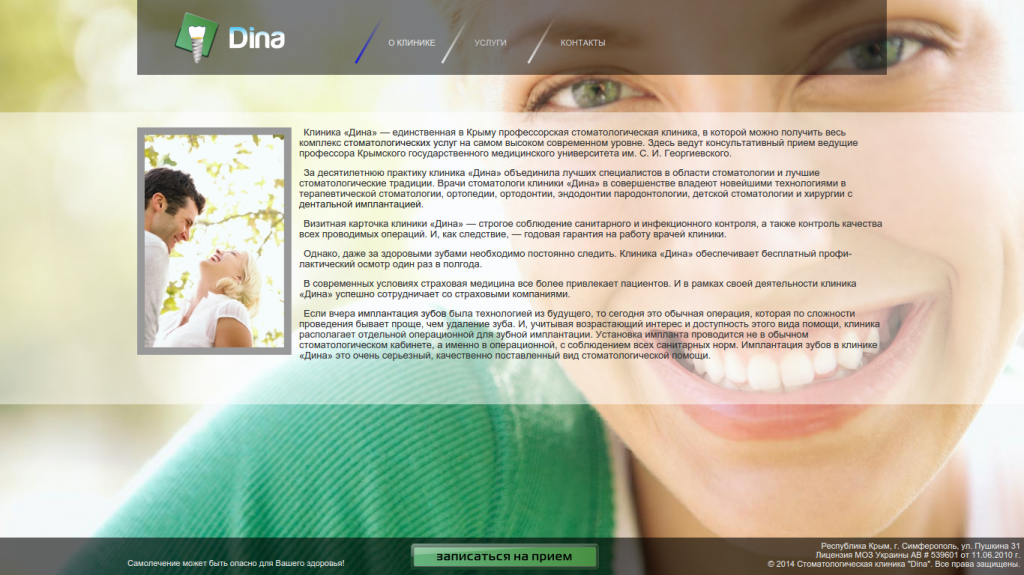 Dina
О КЛИНИКЕ
УСЛУГИ
КОНТАКТЫ
Клиника «Дина» — единственная в Крыму профессорская стоматологическая клиника, в которой можно получить весь
комплекс стоматологических услуг на самом высоком современном уровне. Здесь ведут консультативный прием ведущие
профессора Крымского государственного медицинского университета им. С. И. Георгиевского.
За десятилетнюю практику клиника «Дина» объединила лучших специалистов в области стоматологии и лучшие
стоматологические традиции. Врачи стоматологи клиники «Дина» в совершенстве владеют новейшими технологиями в
терапевтической стоматологии, ортопедии, ортодонтии, эндодонтии пародонтологии, детской стоматологии и хирургии с
дентальной имплантацией.
Визитная карточка клиники «Дина» — строгое соблюдение санитарного и инфекционного контроля, а также контроль качества
всех проводимых операций. И, как следствие, — годовая гарантия на работу врачей клиники.
Однако, даже за здоровыми зубами необходимо постоянно следить. Клиника «Дина» обеспечивает бесплатный профи-
лактический осмотр один раз в полгода.
В современных условиях страховая медицина все более привлекает пациентов. И в рамках своей деятельности клиника
«Дина» успешно сотрудничает со страховыми компаниями.
Если вчера имплантация зубов была технологией из будущего, то сегодня это обычная операция, которая по сложности
проведения бывает проще, чем удаление зуба. И, учитывая возрастающий интерес и доступность этого вида помощи, клиника
располагает отдельной операционной для зубной имплантации. Установка импланта проводится не в обычном
стоматологическом кабинете, а именно в операционной, с соблюдением всех санитарных норм. Имплантация зубов в клинике
«Дина» это очень серьезный, качественно поставленный вид стоматологической помощи.
Самолечение может быть опасно для Вашего здоровья!
записаться на прием
Республика Крым, г. Симферополь, ул. Пушкина 31
Лицензия МОЗ Украины АВ # 539601 от 11.06.2010 г.
© 2014 Стоматологическая клиника "Dina". Все права защищены.